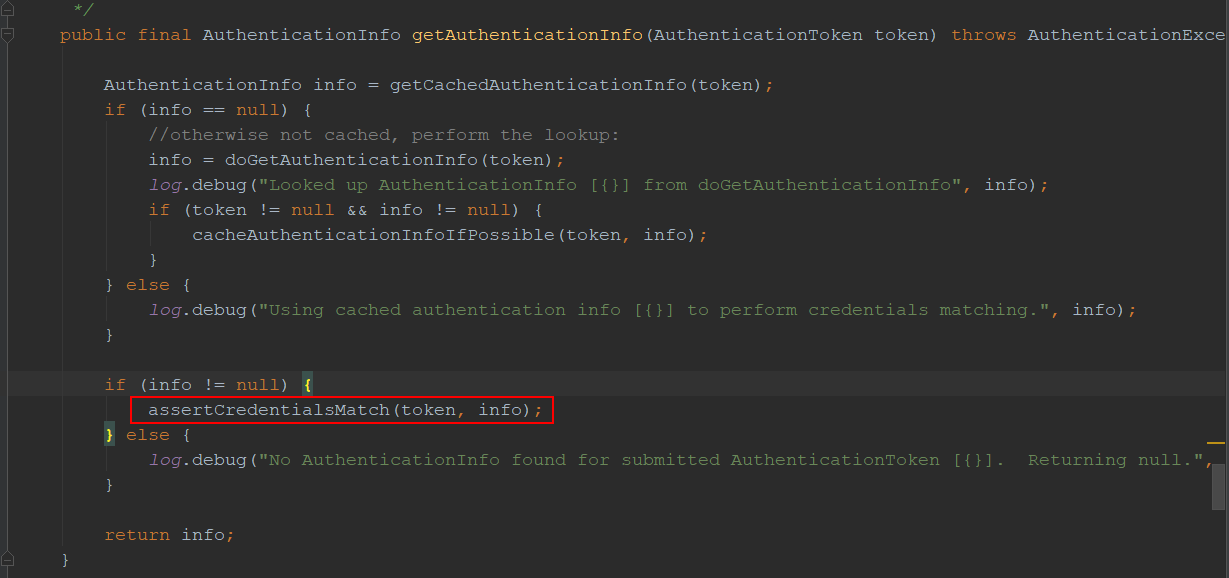 */
public final AuthenticationInfo getAuthenticationInfo(AuthenticationToken token) throws AuthenticationExce
AuthenticationInfo info = getCachedAuthenticationInfo(token);
if (info == null) {
//otherwise not cached, perform the lookup:
info = doGetAuthenticationInfo(token);
log.debug("Looked up AuthenticationInfo [{}] from doGetAuthenticationInfo", info);
if (token != null && info != null) {
cacheAuthenticationInfoIfPossible(token, info);
}
} else {
log.debug("Using cached authentication info [{}] to perform credentials matching.", info);
}
if (info != null) {
assertCredentialsMatch(token, info);
} else {
log.debug("No AuthenticationInfo found for submitted AuthenticationToken [{}].  Returning null.",
}
return info;
}